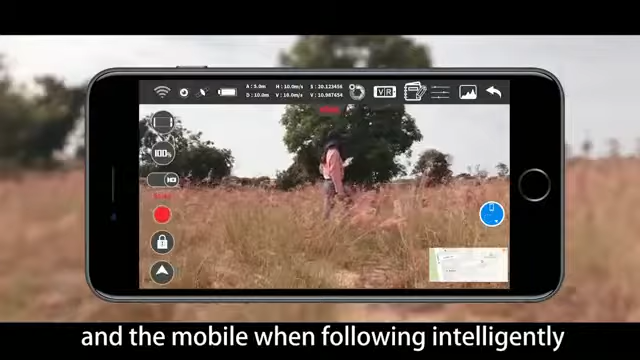 A : 5.0m H : 10.0m/s S : 20.123456
D : 10.0m V : 10.0m/s V : 10.987654
VR
100%
HD
and the mobile when following intelligently